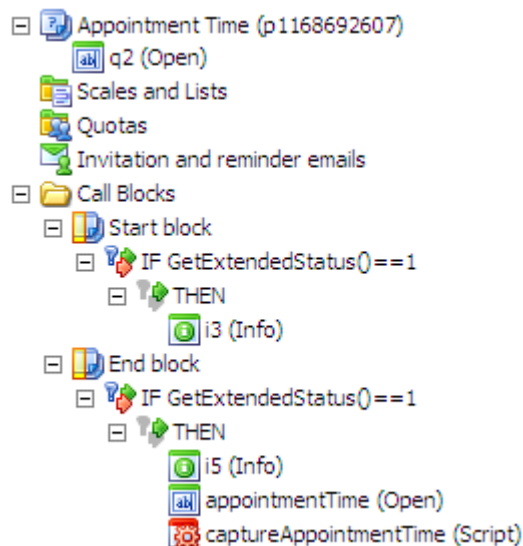 Appointment Time (p1168692607)
q2 (Open)
Scales and Lists
Quotas
Invitation and reminder emails
Call Blocks
Start block
IF GetExtendedStatus()==1
THEN
i3 (Info)
End block
IF GetExtendedStatus()==1
THEN
i5 (Info)
appointmentTime (Open)
captureAppointmentTime (Script)